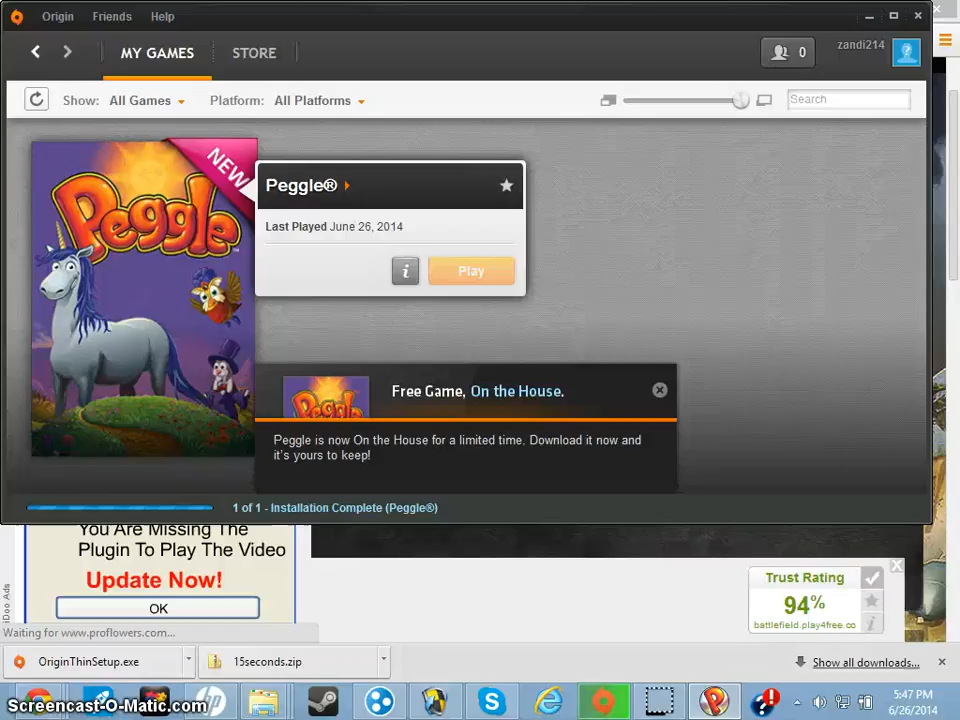 Origin Friends Help
MY GAMES STORE
0 zandi214
Show: All Games Platform: All Platforms Search
NEW
Peggle
Peggle®
Last Played June 26, 2014
i Play
Free Game, On the House.
Peggle
Peggle is now On the House for a limited time. Download it now and
it's yours to keep!
1 of 1 - Installation Complete (Peggle®)
You Are Missing The
Plugin To Play The Video
Update Now!
OK
iDoo Ads
Trust Rating
94%
battlefield.play4free.co
Waiting for www.proflowers.com...
OriginThinSetup.exe 15seconds.zip Show all downloads...
Screencast-O-Matic.com
5:47 PM
6/26/2014